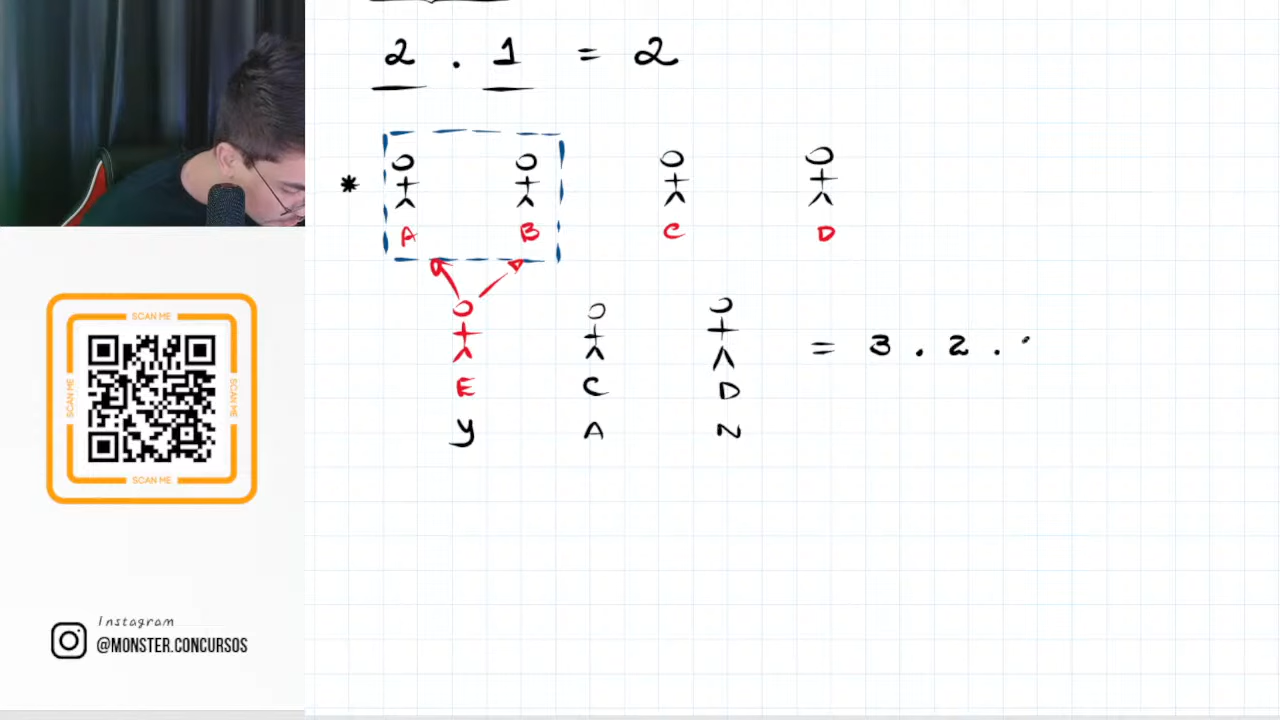 2 . 1 = 2
* A B C D
E C D = 3 . 2 .
Y A N
SCAN ME
SCAN ME
SCAN ME
SCAN ME
Instagram
@MONSTER.CONCURSOS